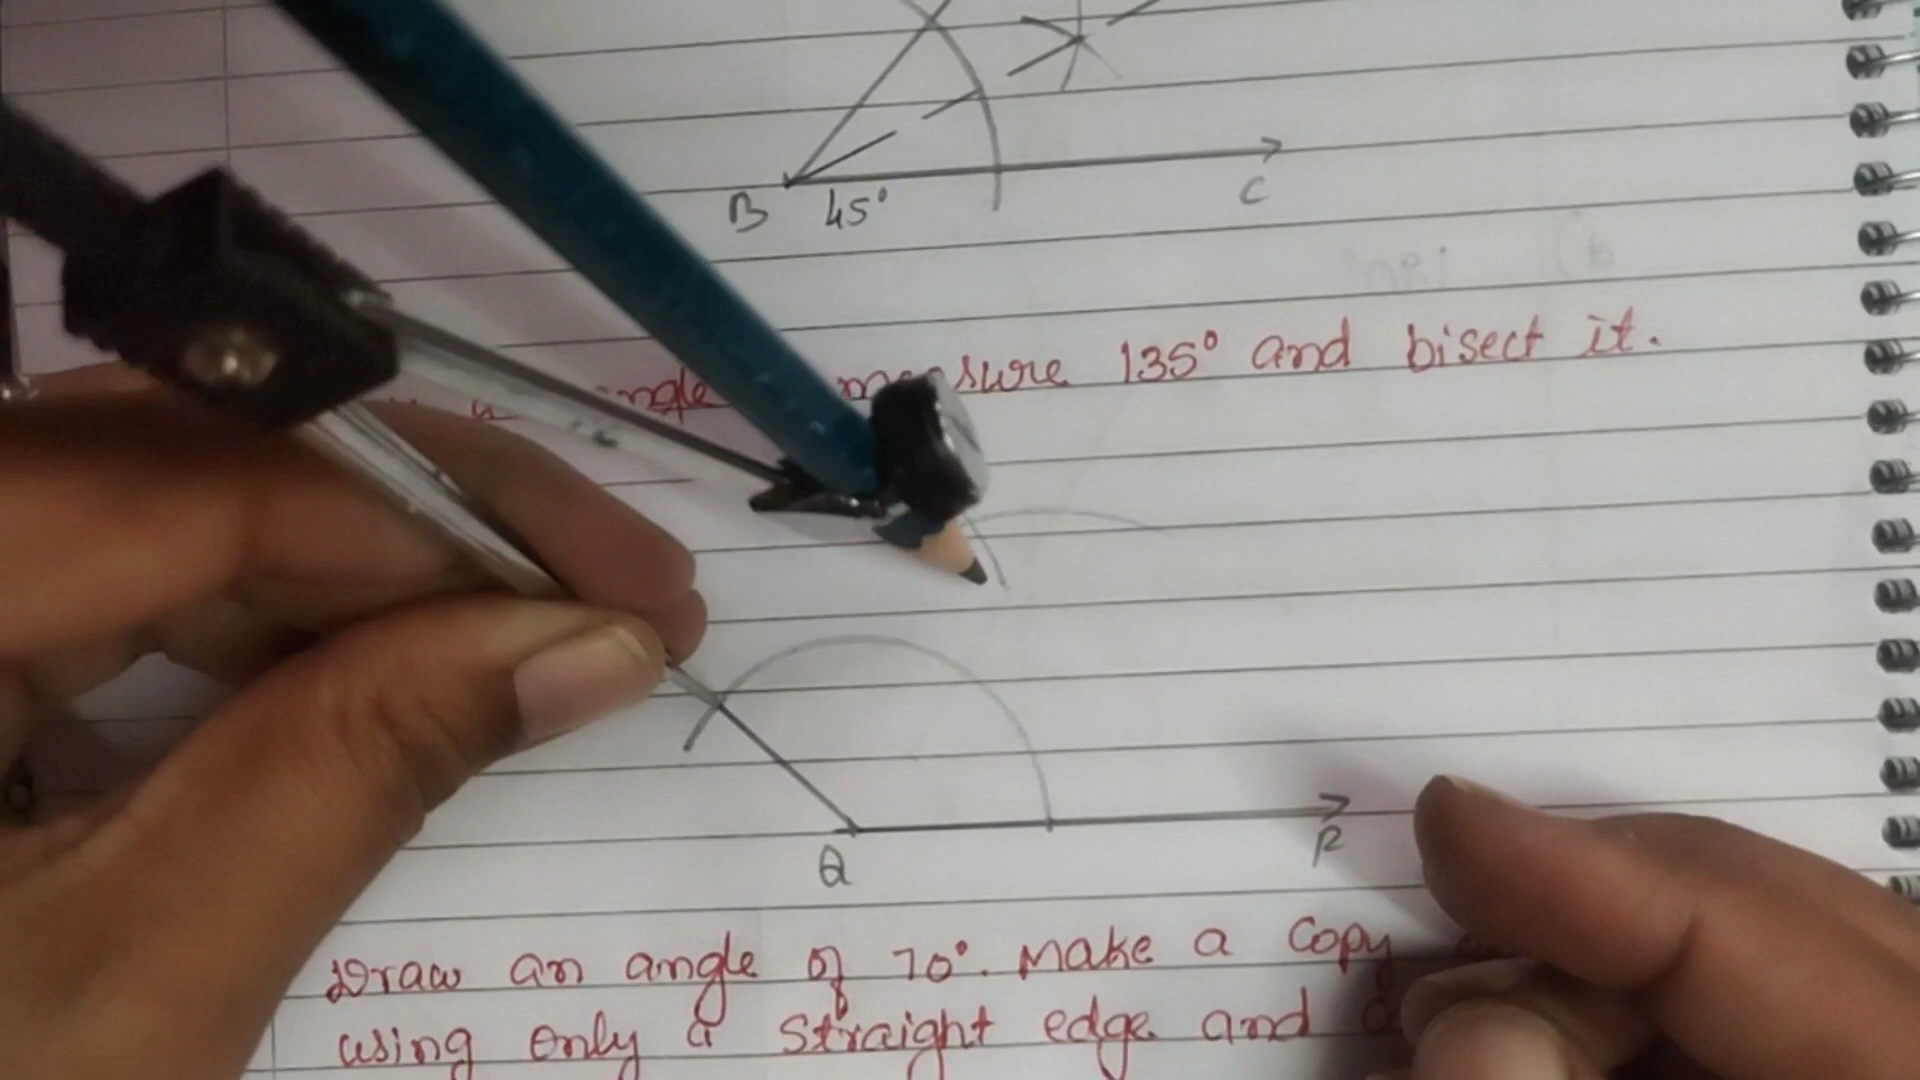 B 45° C
measure 135° and bisect it.
Q R
Draw an angle of 70°. Make a Copy
using only a straight edge and